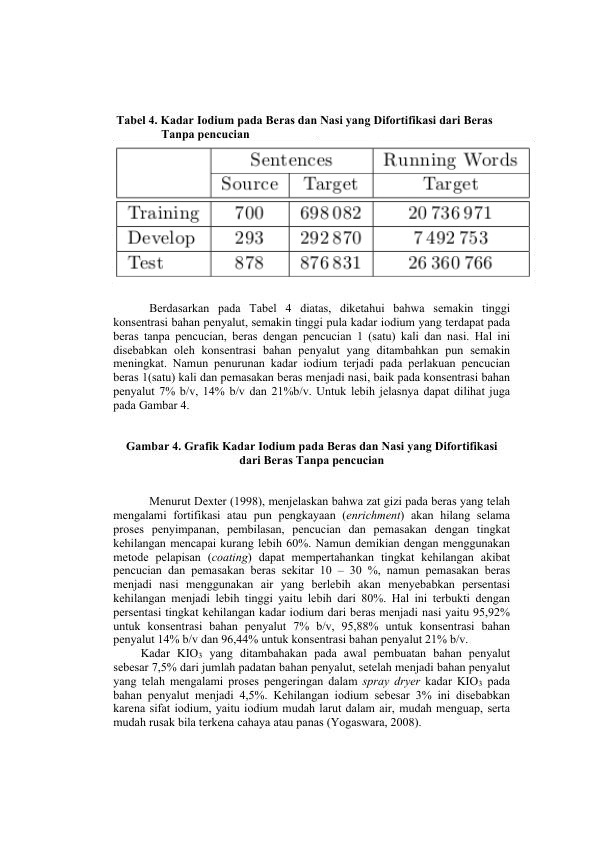 Tabel 4. Kadar Iodium pada Beras dan Nasi yang Difortifikasi dari Beras
Tanpa pencucian
Sentences Running Words
Source Target Target
Training 700 698 082 20 736 971
Develop 293 292 870 7 492 753
Test 878 876 831 26 360 766
Berdasarkan pada Tabel 4 diatas, diketahui bahwa semakin tinggi
konsentrasi bahan penyalut, semakin tinggi pula kadar iodium yang terdapat pada
beras tanpa pencucian, beras dengan pencucian 1 (satu) kali dan nasi. Hal ini
disebabkan oleh konsentrasi bahan penyalut yang ditambahkan pun semakin
meningkat. Namun penurunan kadar iodium terjadi pada perlakuan pencucian
beras 1(satu) kali dan pemasakan beras menjadi nasi, baik pada konsentrasi bahan
penyalut 7% b/v, 14% b/v dan 21%b/v. Untuk lebih jelasnya dapat dilihat juga
pada Gambar 4.
Gambar 4. Grafik Kadar Iodium pada Beras dan Nasi yang Difortifikasi
dari Beras Tanpa pencucian
Menurut Dexter (1998), menjelaskan bahwa zat gizi pada beras yang telah
mengalami fortifikasi atau pun pengkayaan (enrichment) akan hilang selama
proses penyimpanan, pembilasan, pencucian dan pemasakan dengan tingkat
kehilangan mencapai kurang lebih 60%. Namun demikian dengan menggunakan
metode pelapisan (coating) dapat mempertahankan tingkat kehilangan akibat
pencucian dan pemasakan beras sekitar 10 – 30 %, namun pemasakan beras
menjadi nasi menggunakan air yang berlebih akan menyebabkan persentasi
kehilangan menjadi lebih tinggi yaitu lebih dari 80%. Hal ini terbukti dengan
persentasi tingkat kehilangan kadar iodium dari beras menjadi nasi yaitu 95,92%
untuk konsentrasi bahan penyalut 7% b/v, 95,88% untuk konsentrasi bahan
penyalut 14% b/v dan 96,44% untuk konsentrasi bahan penyalut 21% b/v.
Kadar KIO₃ yang ditambahakan pada awal pembuatan bahan penyalut
sebesar 7,5% dari jumlah padatan bahan penyalut, setelah menjadi bahan penyalut
yang telah mengalami proses pengeringan dalam spray dryer kadar KIO₃ pada
bahan penyalut menjadi 4,5%. Kehilangan iodium sebesar 3% ini disebabkan
karena sifat iodium, yaitu iodium mudah larut dalam air, mudah menguap, serta
mudah rusak bila terkena cahaya atau panas (Yogaswara, 2008).